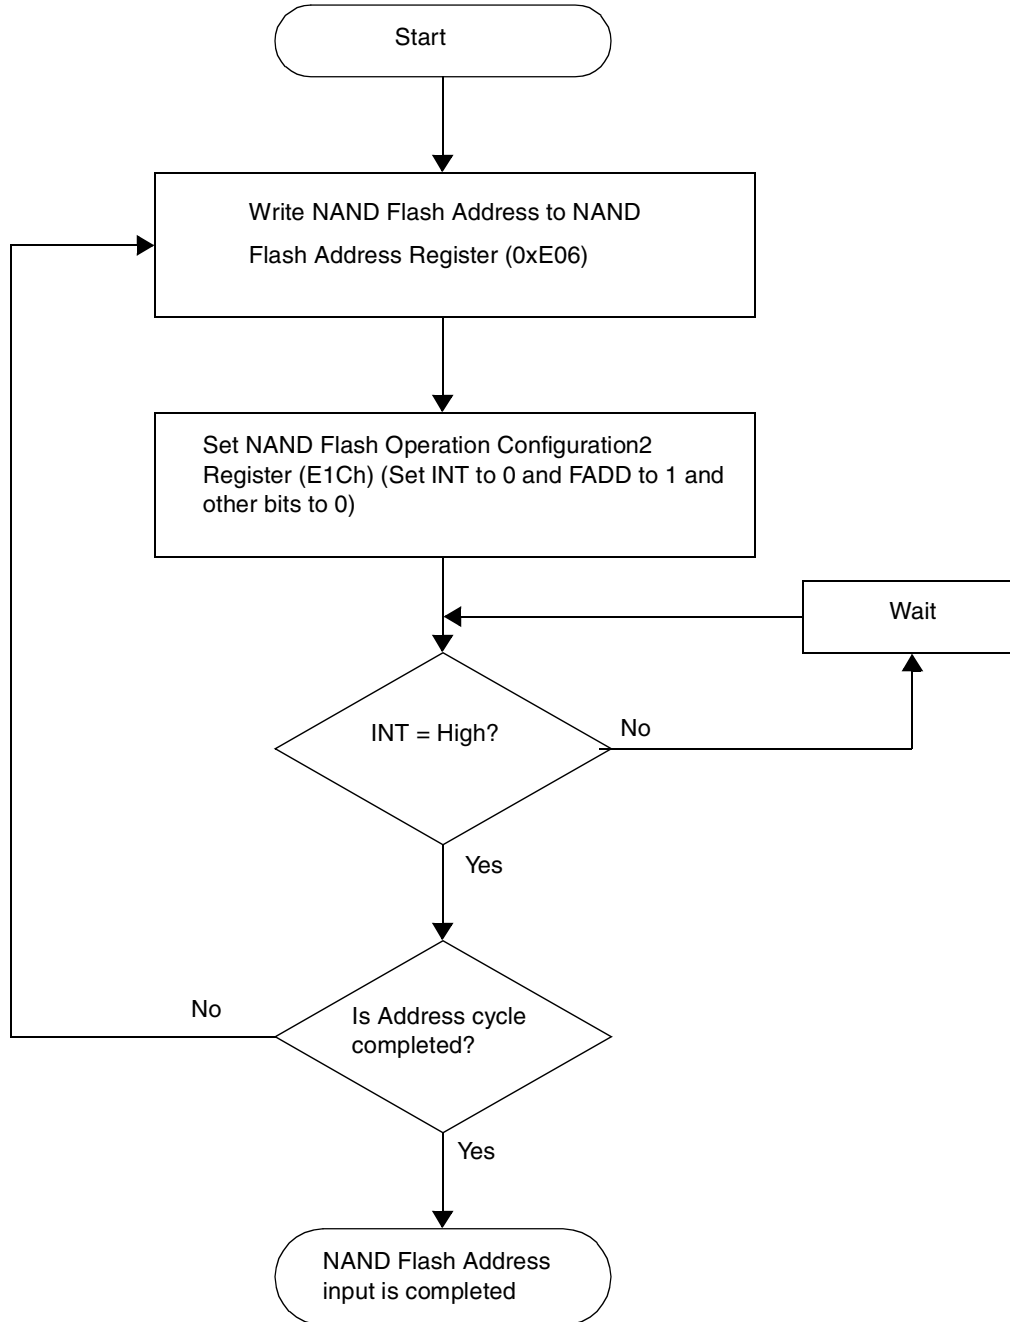 Start
Write NAND Flash Address to NAND
Flash Address Register (0xE06)
Set NAND Flash Operation Configuration2
Register (E1Ch) (Set INT to 0 and FADD to 1 and
other bits to 0)
Wait
INT = High?
No
Yes
No
Is Address cycle
completed?
Yes
NAND Flash Address
input is completed